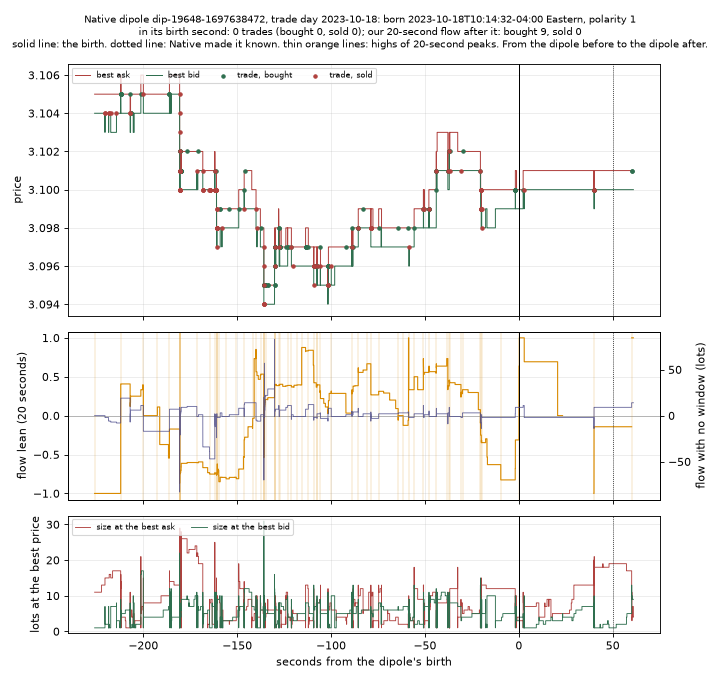 Native dipole dip-19648-1697638472, trade day 2023-10-18: born 2023-10-18T10:14:32-04:00 Eastern, polarity 1
in its birth second: 0 trades (bought 0, sold 0); our 20-second flow after it: bought 9, sold 0
solid line: the birth. dotted line: Native made it known. thin orange lines: highs of 20-second peaks. From the dipole before to the dipole after.
best ask best bid trade, bought trade, sold
3.106
3.104
3.102
3.100
3.098
3.096
3.094
price
1.0
0.5
0.0
−0.5
−1.0
flow lean (20 seconds)
50
0
−50
flow with no window (lots)
size at the best ask size at the best bid
30
20
10
0
lots at the best price
−200 −150 −100 −50 0 50
seconds from the dipole's birth